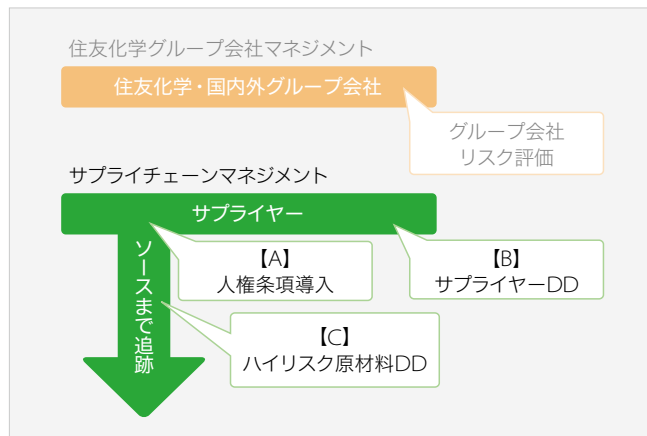 住友化学グループ会社マネジメント
住友化学・国内外グループ会社
グループ会社
リスク評価
サプライチェーンマネジメント
サプライヤー
【A】
人権条項導入
【B】
サプライヤーDD
ソースまで追跡
【C】
ハイリスク原材料DD